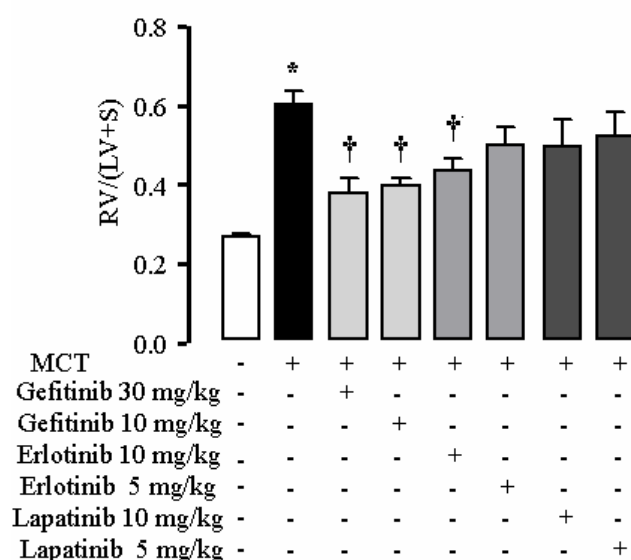 0.8
*
0.6
† † †
0.4
0.2
0.0
RV/(LV+S)
MCT - + + + + + + +
Gefitinib 30 mg/kg - - + - - - - -
Gefitinib 10 mg/kg - - - + - - - -
Erlotinib 10 mg/kg - - - - + - - -
Erlotinib 5 mg/kg - - - - - + - -
Lapatinib 10 mg/kg - - - - - - + -
Lapatinib 5 mg/kg - - - - - - - +